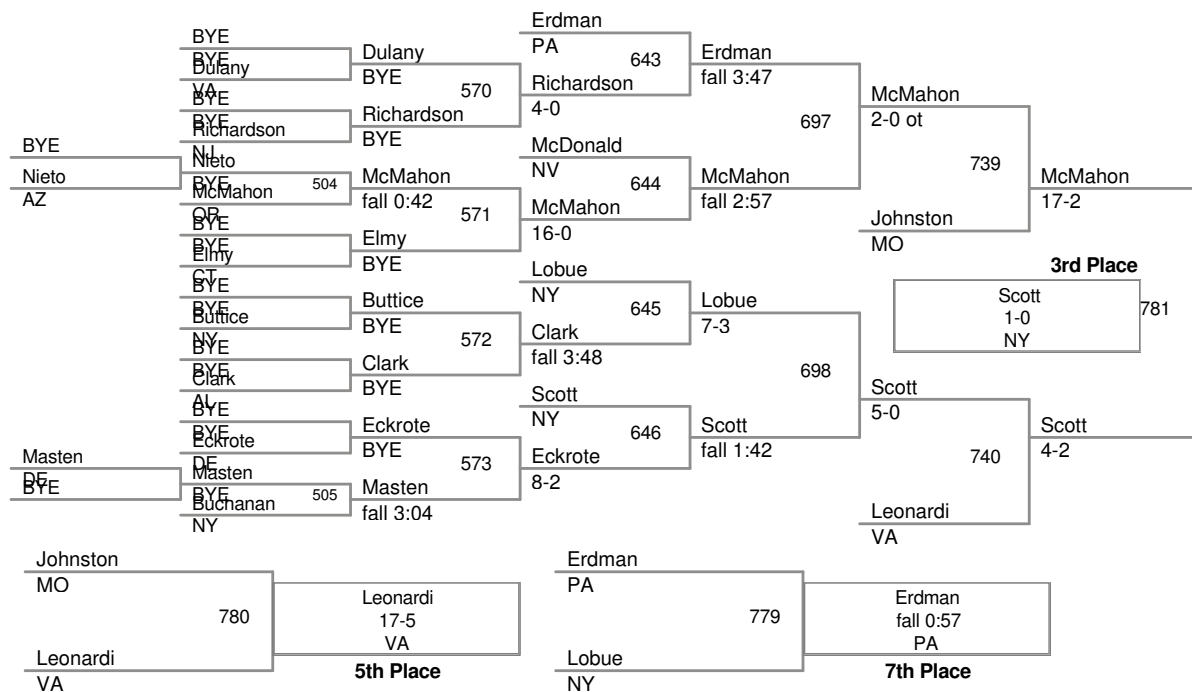 Erdman
PA
643
Erdman
fall 3:47
BYE
BYE
Dulany
VA
Dulany
BYE
570
Richardson
4-0
BYE
BYE
Richardson
NJ
Richardson
BYE
697
McMahon
2-0 ot
BYE
Nieto
AZ
Nieto
BYE
McMahon
OR
504
McMahon
fall 0:42
571
McDonald
NV
644
McMahon
fall 2:57
739
McMahon
17-2
BYE
BYE
Elmy
CT
Elmy
BYE
McMahon
16-0
Johnston
MO
3rd Place
Scott
1-0
NY
781
BYE
BYE
Buttice
NY
Buttice
BYE
572
Lobue
NY
645
Lobue
7-3
BYE
BYE
Clark
AL
Clark
BYE
Clark
fall 3:48
698
Scott
5-0
BYE
BYE
Eckrote
DE
Eckrote
BYE
573
Scott
NY
646
Scott
fall 1:42
740
Scott
4-2
Masten
DE
BYE
Masten
BYE
Buchanan
NY
505
Masten
fall 3:04
Eckrote
8-2
Leonardi
VA
Johnston
MO
780
Leonardi
17-5
VA
Leonardi
VA
5th Place
Erdman
PA
779
Erdman
fall 0:57
PA
Lobue
NY
7th Place